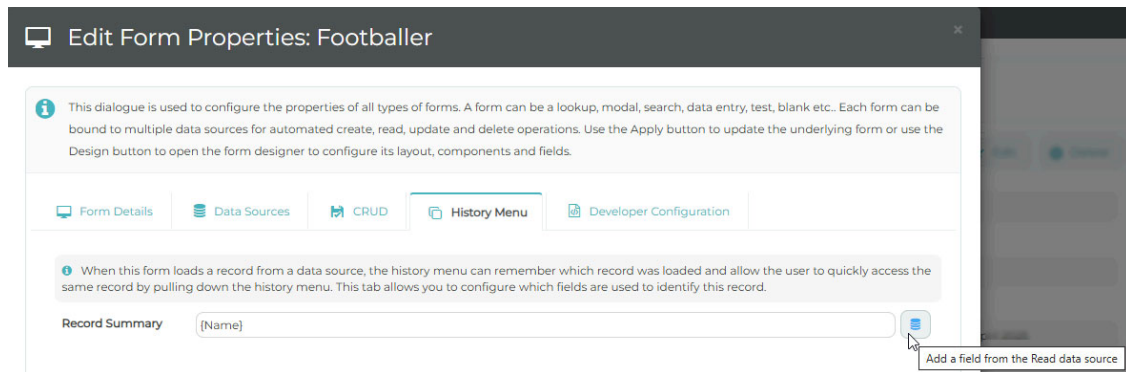 Edit Form Properties: Footballer
×
This dialogue is used to configure the properties of all types of forms. A form can be a lookup, modal, search, data entry, test, blank etc.. Each form can be
bound to multiple data sources for automated create, read, update and delete operations. Use the Apply button to update the underlying form or use the
Design button to open the form designer to configure its layout, components and fields.
Form Details Data Sources CRUD History Menu Developer Configuration
When this form loads a record from a data source, the history menu can remember which record was loaded and allow the user to quickly access the
same record by pulling down the history menu. This tab allows you to configure which fields are used to identify this record.
Record Summary {Name}
Add a field from the Read data source